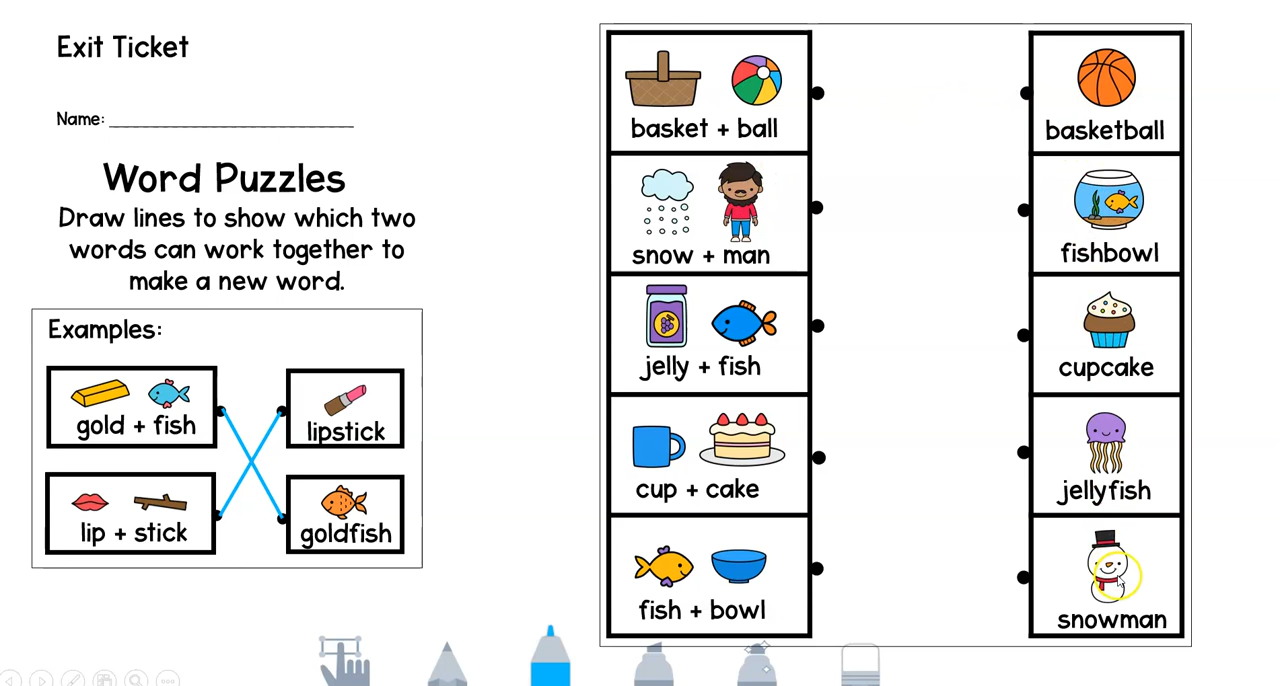 Exit Ticket
Name:
Word Puzzles
Draw lines to show which two
words can work together to
make a new word.
Examples:
gold + fish
lipstick
lip + stick
goldfish
basket + ball
basketball
snow + man
fishbowl
jelly + fish
cupcake
cup + cake
jellyfish
fish + bowl
snowman